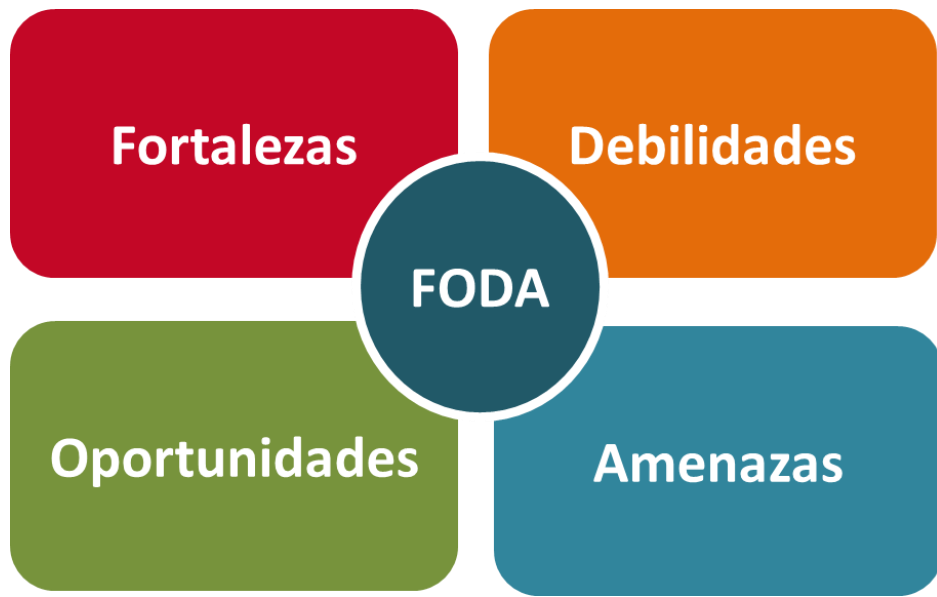 Fortalezas
Debilidades
FODA
Oportunidades
Amenazas